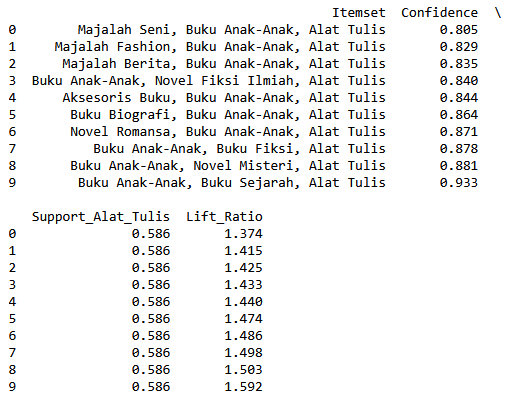 Itemset Confidence \
0 Majalah Seni, Buku Anak-Anak, Alat Tulis 0.805
1 Majalah Fashion, Buku Anak-Anak, Alat Tulis 0.829
2 Majalah Berita, Buku Anak-Anak, Alat Tulis 0.835
3 Buku Anak-Anak, Novel Fiksi Ilmiah, Alat Tulis 0.840
4 Aksesoris Buku, Buku Anak-Anak, Alat Tulis 0.844
5 Buku Biografi, Buku Anak-Anak, Alat Tulis 0.864
6 Novel Romansa, Buku Anak-Anak, Alat Tulis 0.871
7 Buku Anak-Anak, Buku Fiksi, Alat Tulis 0.878
8 Buku Anak-Anak, Novel Misteri, Alat Tulis 0.881
9 Buku Anak-Anak, Buku Sejarah, Alat Tulis 0.933
Support_Alat_Tulis Lift_Ratio
0 0.586 1.374
1 0.586 1.415
2 0.586 1.425
3 0.586 1.433
4 0.586 1.440
5 0.586 1.474
6 0.586 1.486
7 0.586 1.498
8 0.586 1.503
9 0.586 1.592